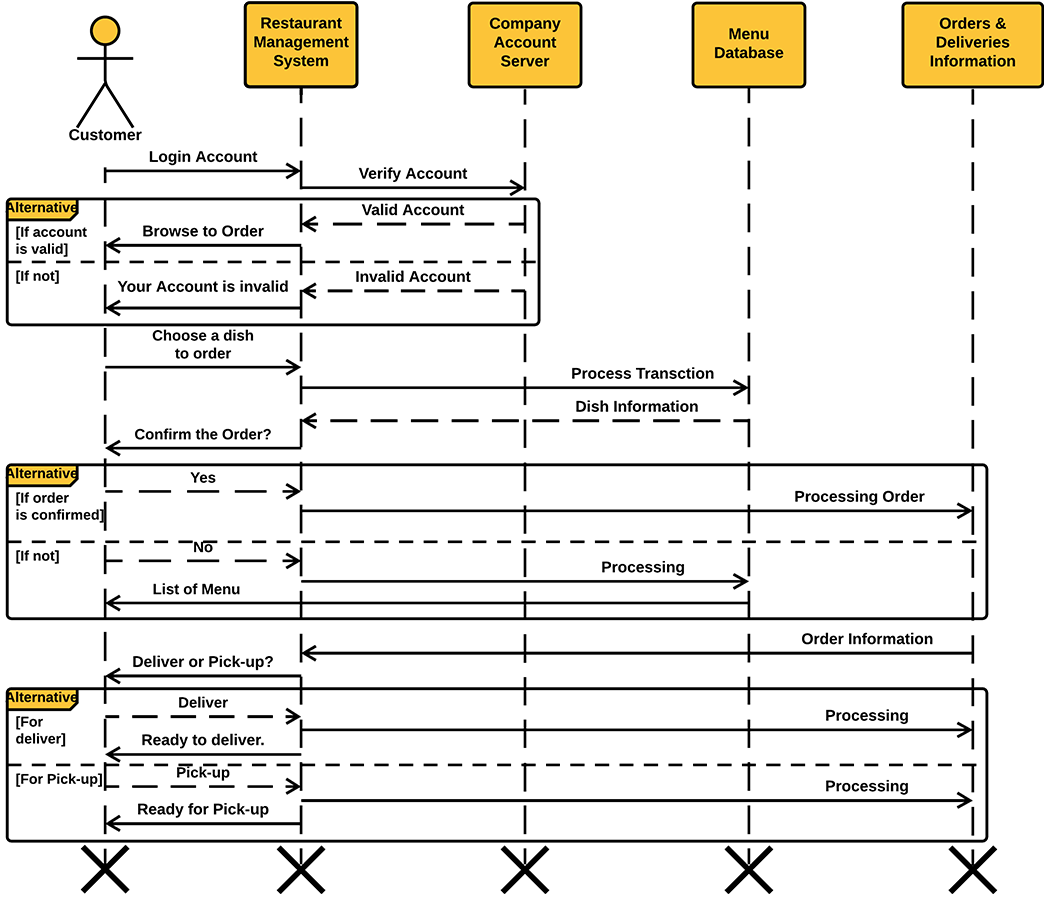 Restaurant
Management
System
Company
Account
Server
Menu
Database
Orders &
Deliveries
Information
Customer
Login Account
Verify Account
Alternative
Valid Account
[If account
is valid]
Browse to Order
[If not]
Invalid Account
Your Account is invalid
Choose a dish
to order
Process Transction
Dish Information
Confirm the Order?
Alternative
Yes
[If order
is confirmed]
Processing Order
[If not]
No
Processing
List of Menu
Order Information
Deliver or Pick-up?
Alternative
Deliver
[For
deliver]
Processing
Ready to deliver.
[For Pick-up]
Pick-up
Processing
Ready for Pick-up